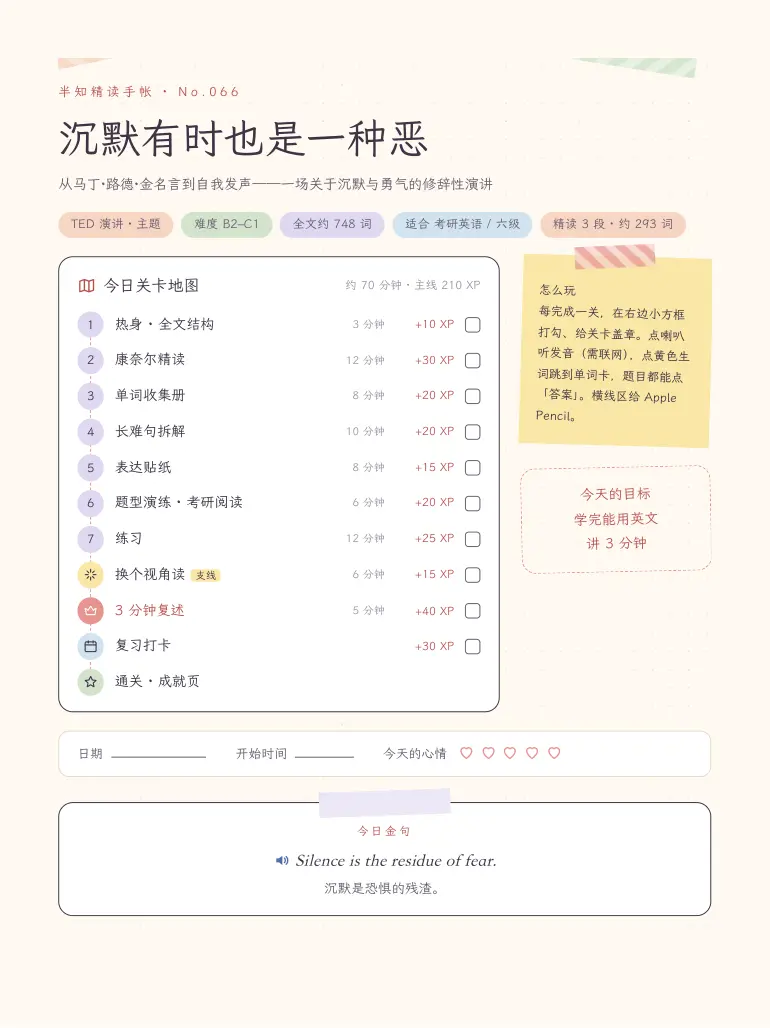 半知精读手帐 · No.066
沉默有时也是一种恶
从马丁·路德·金名言到自我发声——一场关于沉默与勇气的修辞性演讲
TED 演讲 · 主题
难度 B2–C1
全文约 748 词
适合 考研英语 / 六级
精读 3 段 · 约 293 词
今日关卡地图
约 70 分钟 · 主线 210 XP
1 热身 · 全文结构 3 分钟 +10 XP
2 康奈尔精读 12 分钟 +30 XP
3 单词收集册 8 分钟 +20 XP
4 长难句拆解 10 分钟 +20 XP
5 表达贴纸 8 分钟 +15 XP
6 题型演练 · 考研阅读 6 分钟 +20 XP
7 练习 12 分钟 +25 XP
换个视角读 支线 6 分钟 +15 XP
3 分钟复述 5 分钟 +40 XP
复习打卡 +30 XP
通关 · 成就页
怎么玩
每完成一关，在右边小方框
打勾、给关卡盖章。点喇叭
听发音（需联网），点黄色生
词跳到单词卡，题目都能点
「答案」。横线区给 Apple
Pencil。
今天的目标
学完能用英文
讲 3 分钟
日期 开始时间 今天的心情
今日金句
Silence is the residue of fear.
沉默是恐惧的残渣。